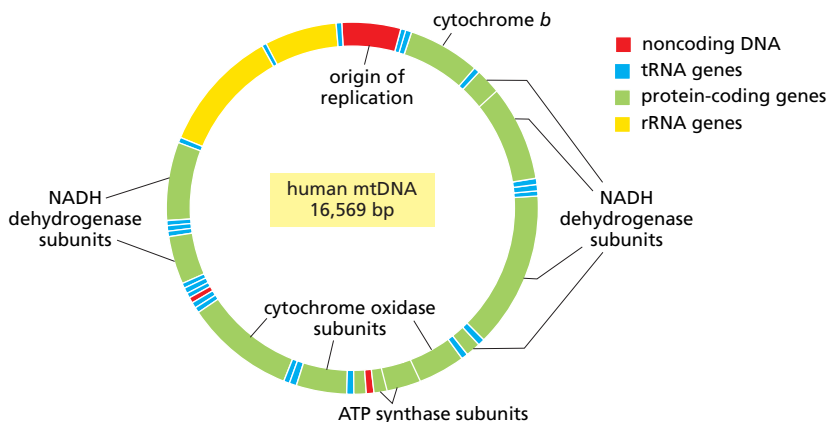 cytochrome b
noncoding DNA
tRNA genes
protein-coding genes
rRNA genes
origin of
replication
human mtDNA
16,569 bp
NADH
dehydrogenase
subunits
NADH
dehydrogenase
subunits
cytochrome oxidase
subunits
ATP synthase subunits